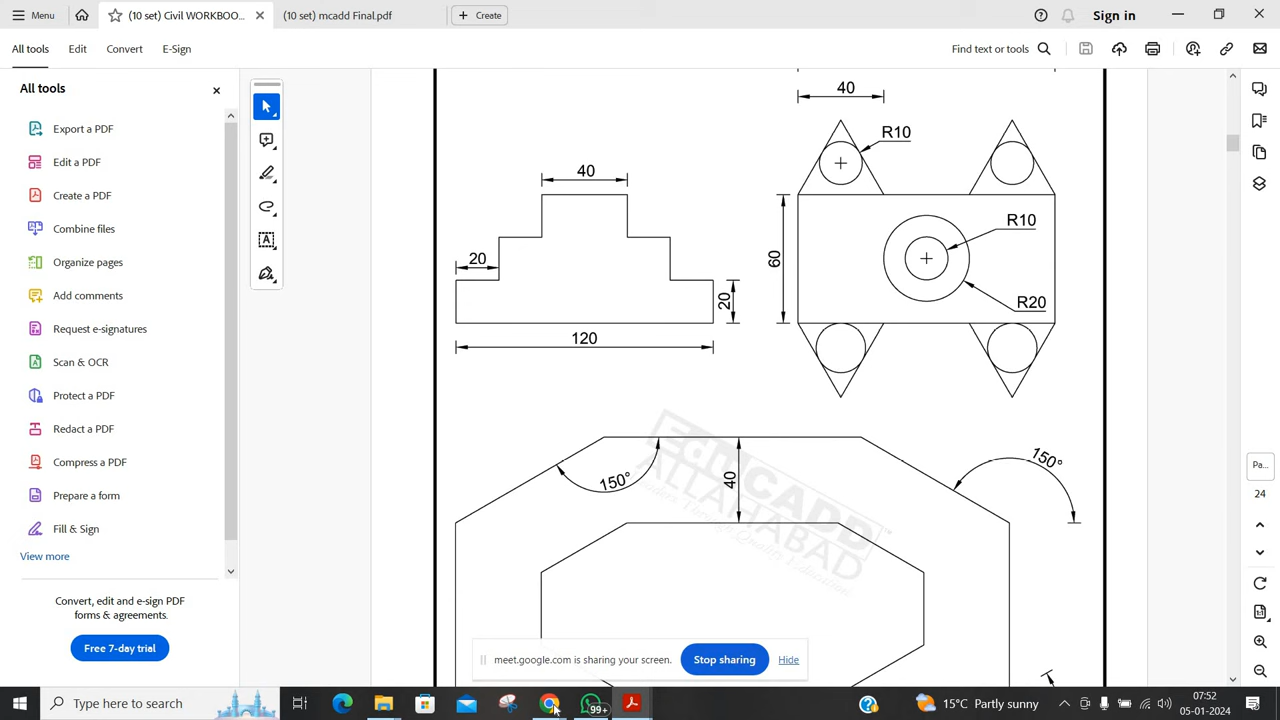 Menu
(10 set) Civil WORKBOO...
(10 set) mcadd Final.pdf
Create
Sign in
All tools
Edit
Convert
E-Sign
Find text or tools
All tools
Export a PDF
Edit a PDF
Create a PDF
Combine files
Organize pages
Add comments
Request e-signatures
Scan & OCR
Protect a PDF
Redact a PDF
Compress a PDF
Prepare a form
Fill & Sign
View more
Convert, edit and e-sign PDF
forms & agreements.
Free 7-day trial
40
R10
40
20
20
120
60
R10
R20
150°
40
150°
ALLAHABAD
Pa...
24
meet.google.com is sharing your screen.
Stop sharing
Hide
Type here to search
99+
15°C Partly sunny
07:52
05-01-2024